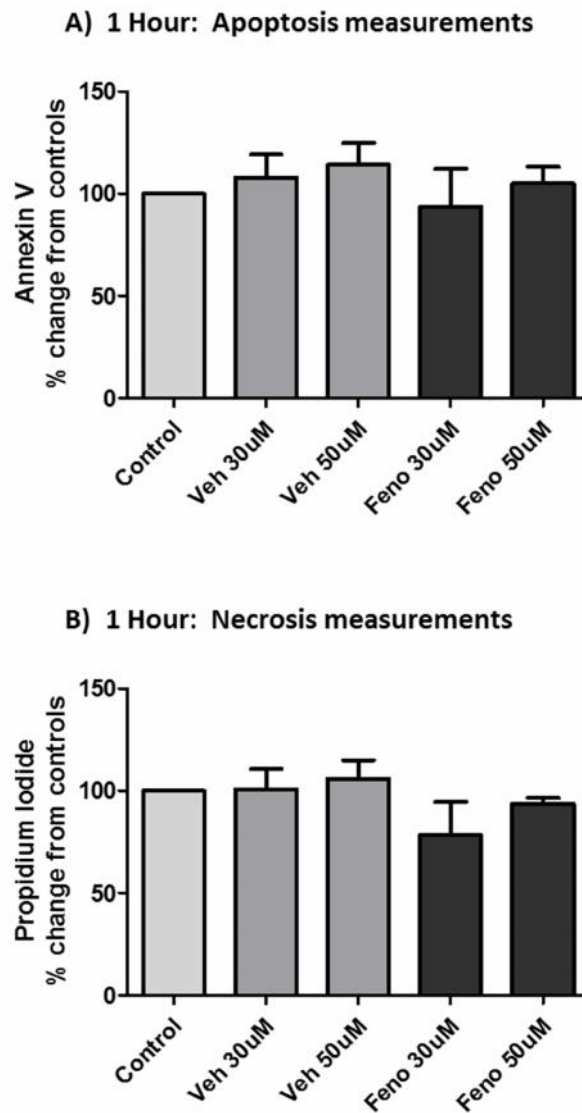 A) 1 Hour: Apoptosis measurements
Annexin V
% change from controls
150
100
50
0
Control
Veh 30uM
Veh 50uM
Feno 30uM
Feno 50uM
B) 1 Hour: Necrosis measurements
Propidium Iodide
% change from controls
150
100
50
0
Control
Veh 30uM
Veh 50uM
Feno 30uM
Feno 50uM